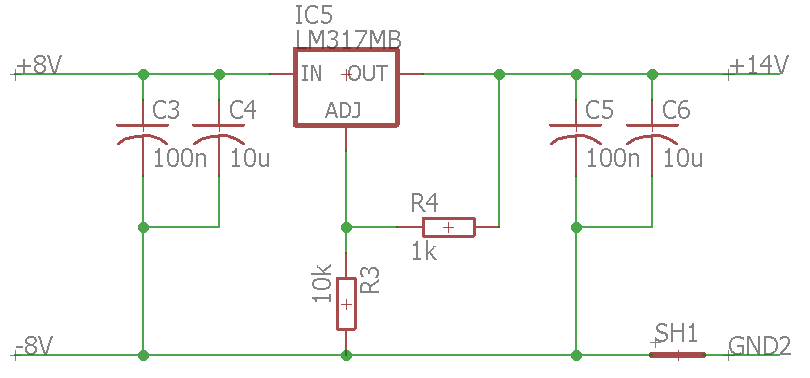 IC5
LM317MB
+8V
IN
OUT
+14V
ADJ
C3
C4
C5
C6
100n
10u
100n
10u
R4
1k
10k
R3
-8V
SH1
GND2